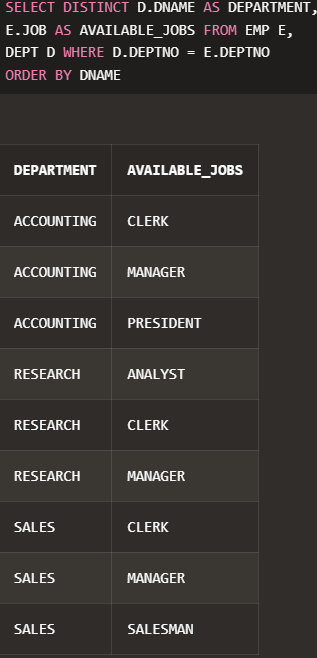 SELECT DISTINCT D.DNAME AS DEPARTMENT,
E.JOB AS AVAILABLE_JOBS FROM EMP E,
DEPT D WHERE D.DEPTNO = E.DEPTNO
ORDER BY DNAME
DEPARTMENT AVAILABLE_JOBS
ACCOUNTING CLERK
ACCOUNTING MANAGER
ACCOUNTING PRESIDENT
RESEARCH ANALYST
RESEARCH CLERK
RESEARCH MANAGER
SALES CLERK
SALES MANAGER
SALES SALESMAN